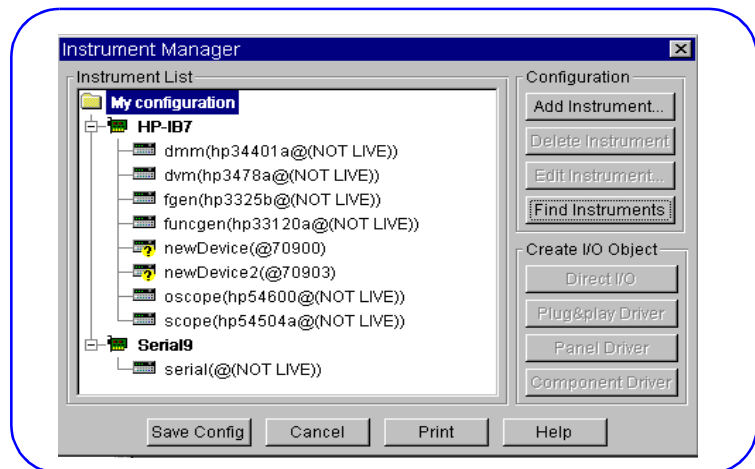 Instrument Manager
Instrument List
My configuration
HP-IB7
dmm(hp34401a@(NOT LIVE))
dvm(hp3478a@(NOT LIVE))
fgen(hp3325b@(NOT LIVE))
funcgen(hp33120a@(NOT LIVE))
newDevice(@70900)
newDevice2(@70903)
oscope(hp54600@(NOT LIVE))
scope(hp54504a@(NOT LIVE))
Serial9
serial(@(NOT LIVE))
Configuration
Add Instrument...
Delete Instrument
Edit Instrument...
Find Instruments
Create I/O Object
Direct I/O
Plug&play Driver
Panel Driver
Component Driver
Save Config
Cancel
Print
Help